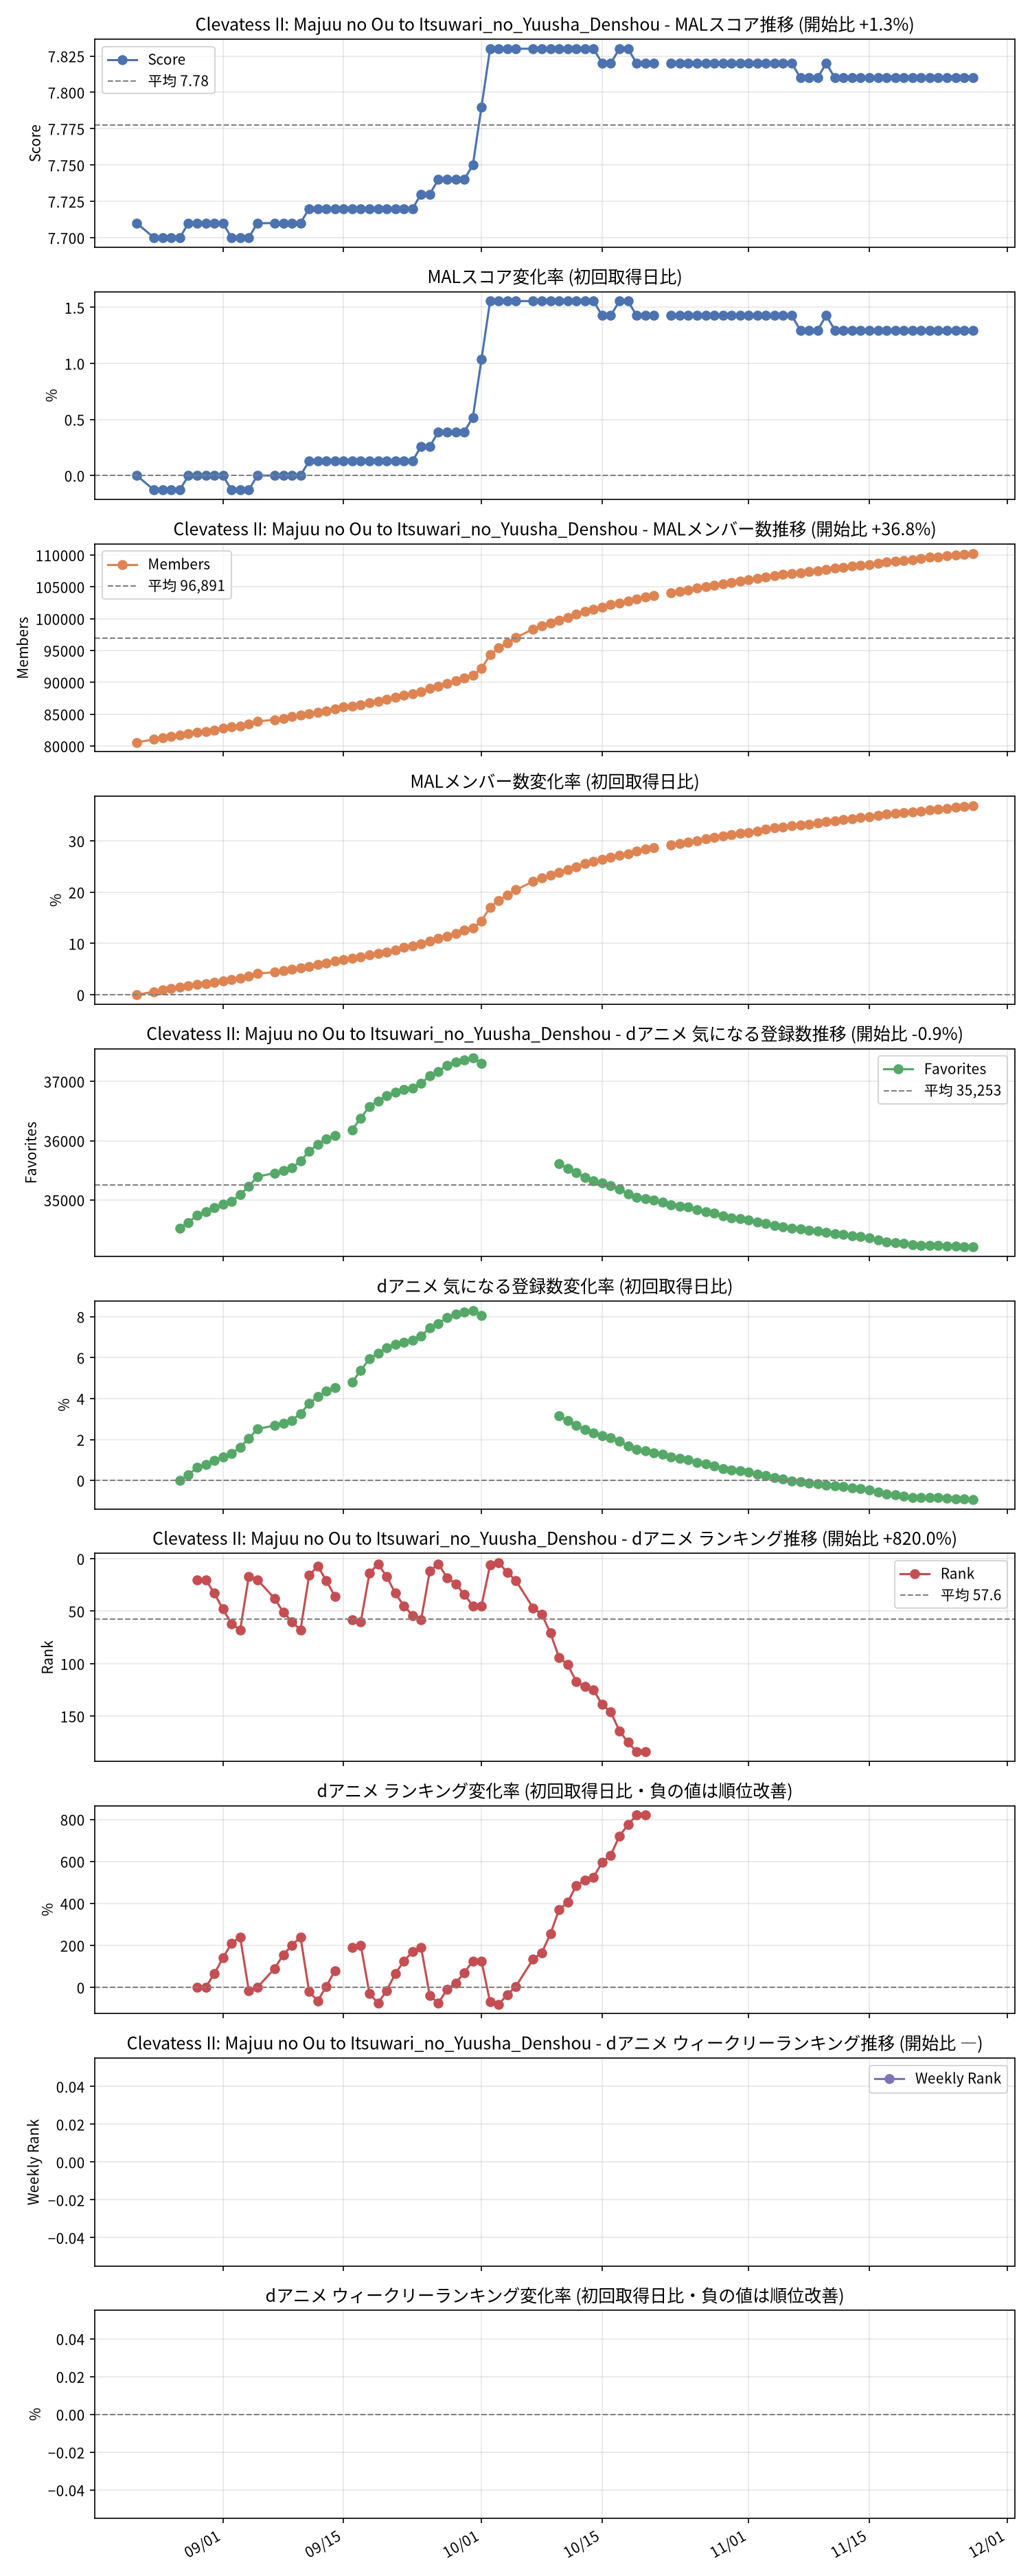 Clevatess II: Majuu no Ou to Itsuwari_no_Yuusha_Denshou - MALスコア推移 (開始比 +1.3%)
Score
平均 7.78
Score
7.825
7.800
7.775
7.750
7.725
7.700
MALスコア変化率 (初回取得日比)
%
1.5
1.0
0.5
0.0
Clevatess II: Majuu no Ou to Itsuwari_no_Yuusha_Denshou - MALメンバー数推移 (開始比 +36.8%)
Members
平均 96,891
Members
110000
105000
100000
95000
90000
85000
80000
MALメンバー数変化率 (初回取得日比)
%
30
20
10
0
Clevatess II: Majuu no Ou to Itsuwari_no_Yuusha_Denshou - dアニメ 気になる登録数推移 (開始比 -0.9%)
Favorites
平均 35,253
Favorites
37000
36000
35000
dアニメ 気になる登録数変化率 (初回取得日比)
%
8
6
4
2
0
Clevatess II: Majuu no Ou to Itsuwari_no_Yuusha_Denshou - dアニメ ランキング推移 (開始比 +820.0%)
Rank
平均 57.6
Rank
0
50
100
150
dアニメ ランキング変化率 (初回取得日比・負の値は順位改善)
%
800
600
400
200
0
Clevatess II: Majuu no Ou to Itsuwari_no_Yuusha_Denshou - dアニメ ウィークリーランキング推移 (開始比 —)
Weekly Rank
Weekly Rank
0.04
0.02
0.00
−0.02
−0.04
dアニメ ウィークリーランキング変化率 (初回取得日比・負の値は順位改善)
%
0.04
0.02
0.00
−0.02
−0.04
09/01
09/15
10/01
10/15
11/01
11/15
12/01